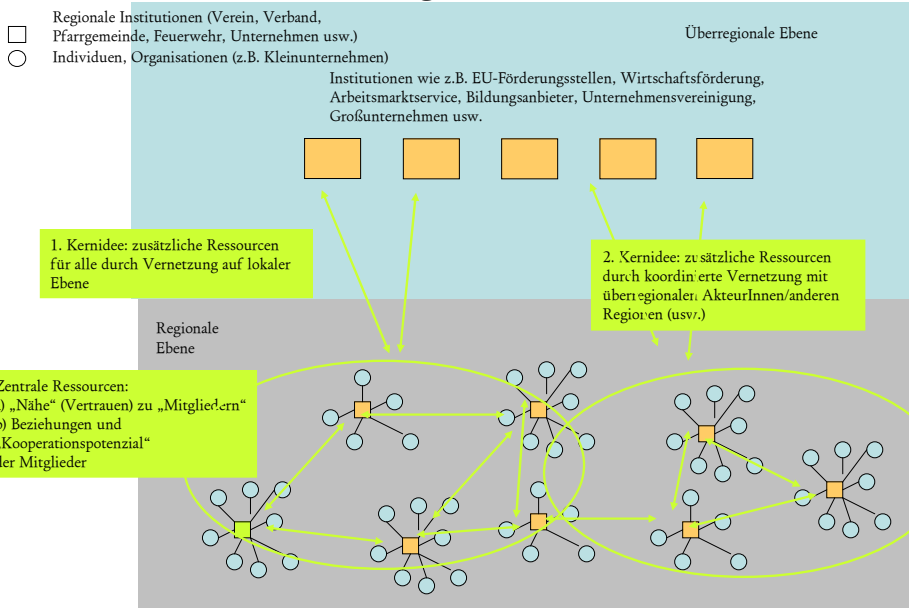 Regionale Institutionen (Verein, Verband,
Pfarrgemeinde, Feuerwehr, Unternehmen usw.)
Individuen, Organisationen (z.B. Kleinunternehmen)
Überregionale Ebene
Institutionen wie z.B. EU-Förderungsstellen, Wirtschaftsförderung,
Arbeitsmarktservice, Bildungsanbieter, Unternehmensvereinigung,
Großunternehmen usw.
1. Kernidee: zusätzliche Ressourcen
für alle durch Vernetzung auf lokaler
Ebene
2. Kernidee: zusätzliche Ressourcen
durch koordinierte Vernetzung mit
überregionalen AkteurInnen/anderen
Regionen (usw.)
Regionale
Ebene
Zentrale Ressourcen:
) „Nähe“ (Vertrauen) zu „Mitgliedern“
b) Beziehungen und
„Kooperationspotenzial“
der Mitglieder